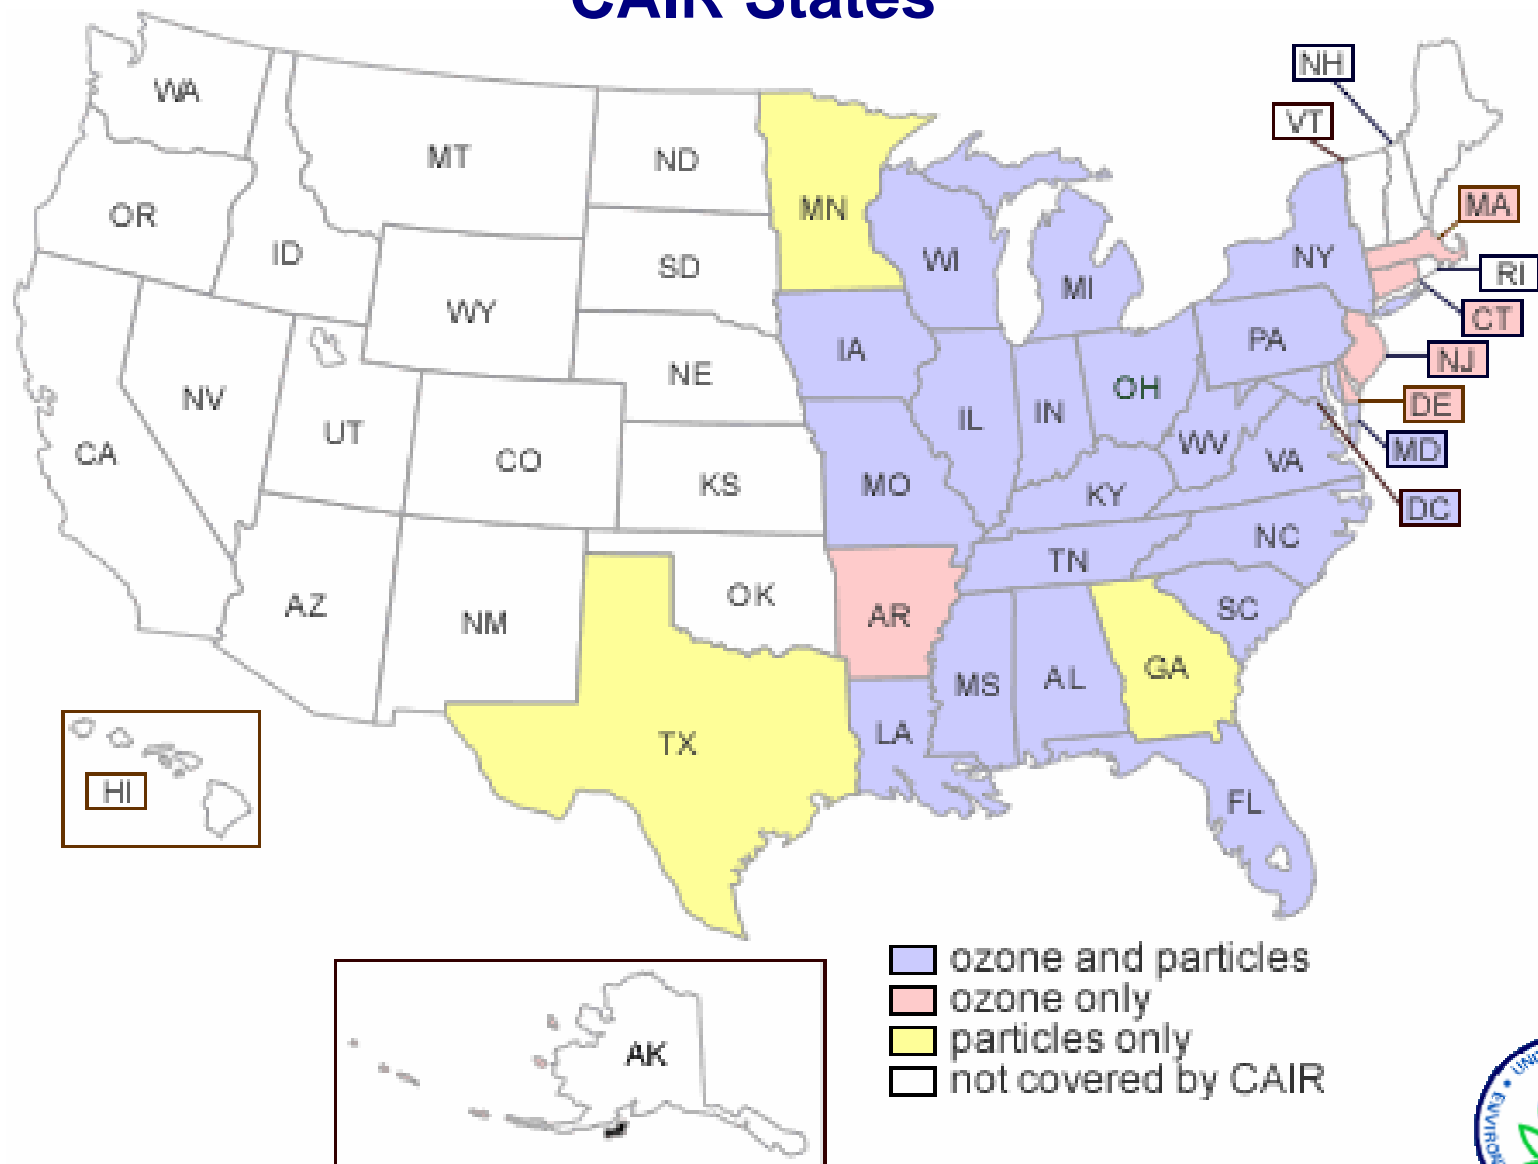 CAIR States
NH
WA
VT
MT
ND
MA
MN
OR
NY
ID
WI
SD
RI
MI
WY
CT
PA
IA
NJ
NE
OH
NV
DE
IL
IN
UT
WV
MD
CA
CO
VA
KS
MO
KY
DC
NC
TN
OK
AZ
SC
AR
NM
GA
AL
MS
LA
TX
HI
FL
ozone and particles
ozone only
AK
particles only
not covered by CAIR